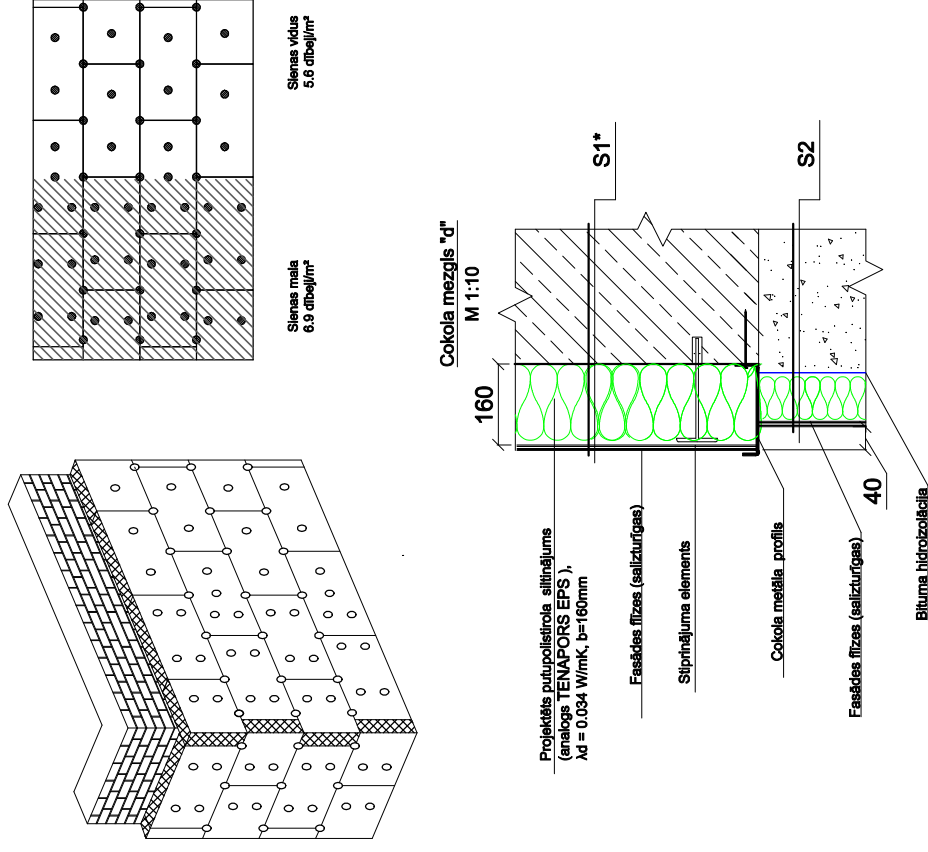 Sienas mala
6.9 dībeļi/m²
Sienas vidus
5.6 dībeļi/m²
Cokola mezgls "d"
M 1:10
160
S1*
S2
40
Projektēts putupolistirola siltinājums
(analogs TENAPORS EPS ),
λd = 0.034 W/mK, b=160mm
Fasādes flīzes (salizturīgas)
Stiprinājuma elements
Cokola metāla profils
Fasādes flīzes (salizturīgas)
Bituma hidroizolācija